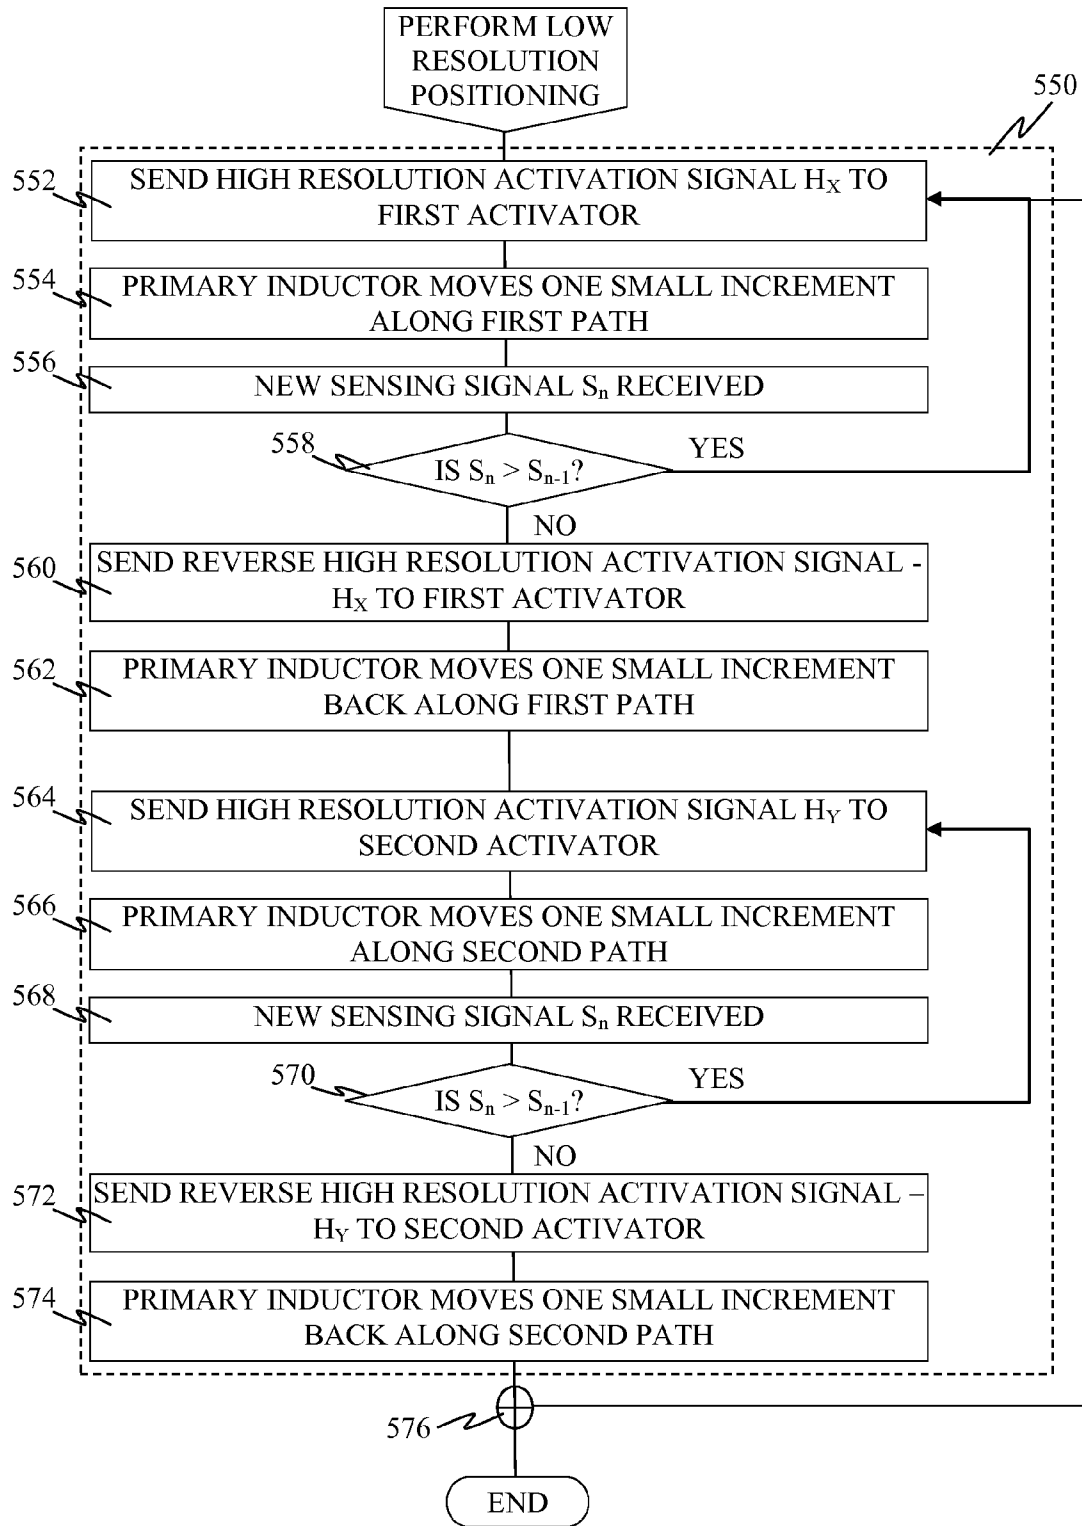 PERFORM LOW
RESOLUTION
POSITIONING
550
552
SEND HIGH RESOLUTION ACTIVATION SIGNAL HX TO
FIRST ACTIVATOR
554
PRIMARY INDUCTOR MOVES ONE SMALL INCREMENT
ALONG FIRST PATH
556
NEW SENSING SIGNAL Sn RECEIVED
558
IS Sn > Sn-1?
YES
NO
560
SEND REVERSE HIGH RESOLUTION ACTIVATION SIGNAL -
HX TO FIRST ACTIVATOR
562
PRIMARY INDUCTOR MOVES ONE SMALL INCREMENT
BACK ALONG FIRST PATH
564
SEND HIGH RESOLUTION ACTIVATION SIGNAL HY TO
SECOND ACTIVATOR
566
PRIMARY INDUCTOR MOVES ONE SMALL INCREMENT
ALONG SECOND PATH
568
NEW SENSING SIGNAL Sn RECEIVED
570
IS Sn > Sn-1?
YES
NO
572
SEND REVERSE HIGH RESOLUTION ACTIVATION SIGNAL –
HY TO SECOND ACTIVATOR
574
PRIMARY INDUCTOR MOVES ONE SMALL INCREMENT
BACK ALONG SECOND PATH
576
END